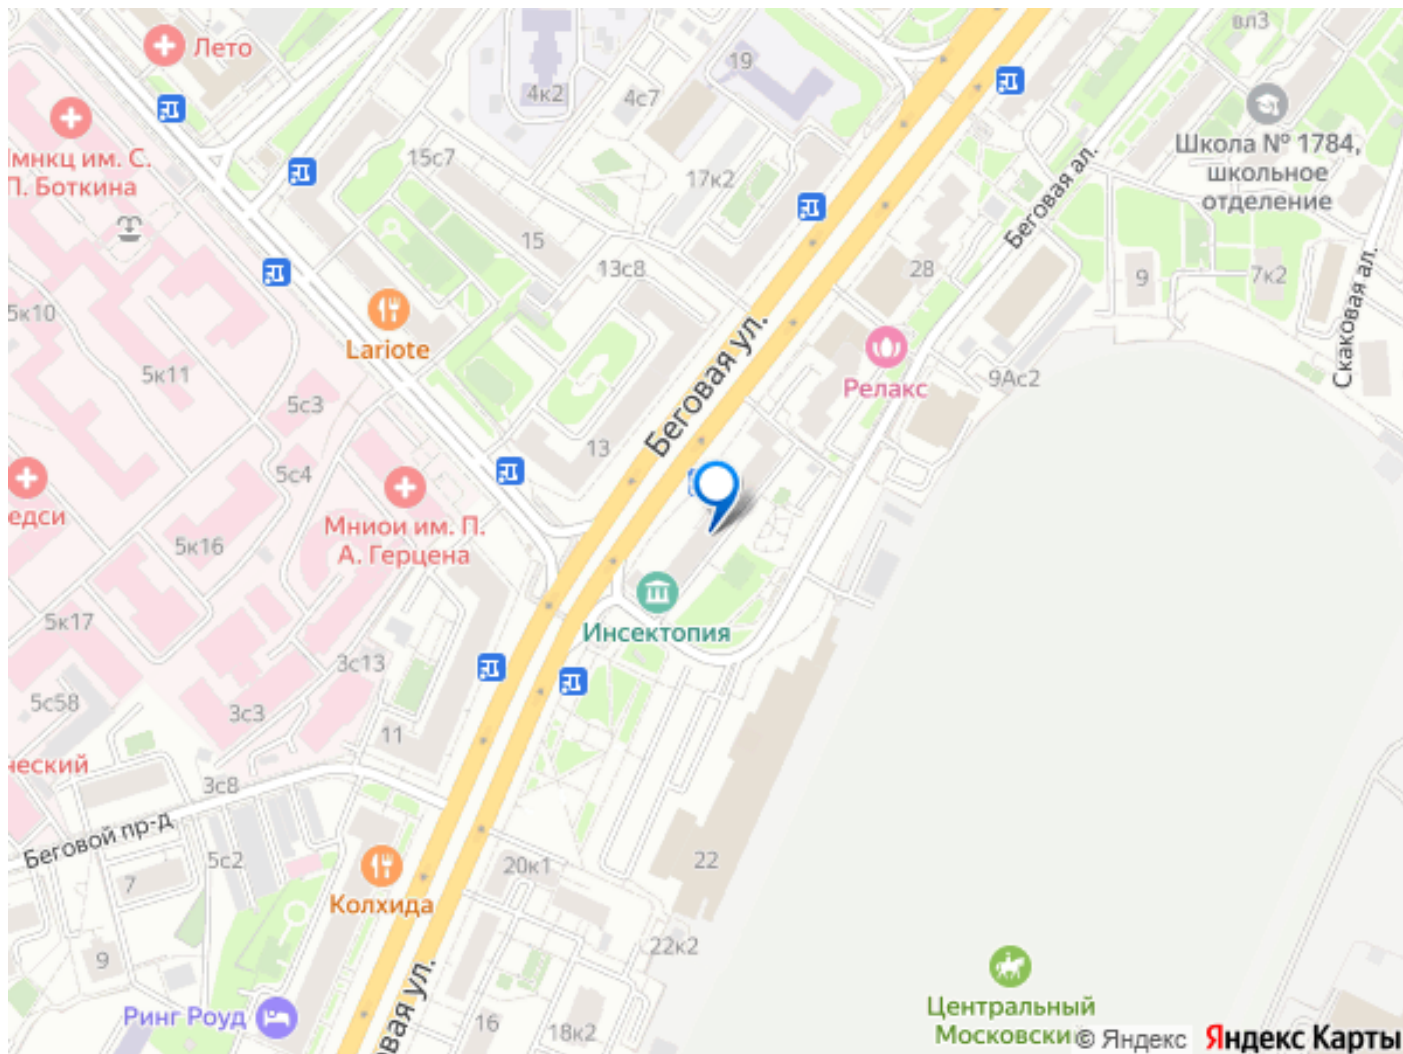 Лето
19
вл3
4к2
4с7
Школа № 1784,
школьное
отделение
мнкц им. С.
П. Боткина
15с7
17к2
Беговая ал.
15
13с8
28
9
7к2
5к10
Lariote
Беговая ул.
Скаковая ал.
5к11
Релакс
9Ас2
5с3
13
5с4
едси
Мниои им. П.
А. Герцена
5к16
5к17
Инсектопия
3с13
5с58
3с3
11
ческий
3с8
Беговой пр-д
5с2
7
20к1
22
Колхида
22к2
9
вая ул.
Ринг Роуд
16
18к2
Центральный
Московски
© Яндекс Яндекс Карты